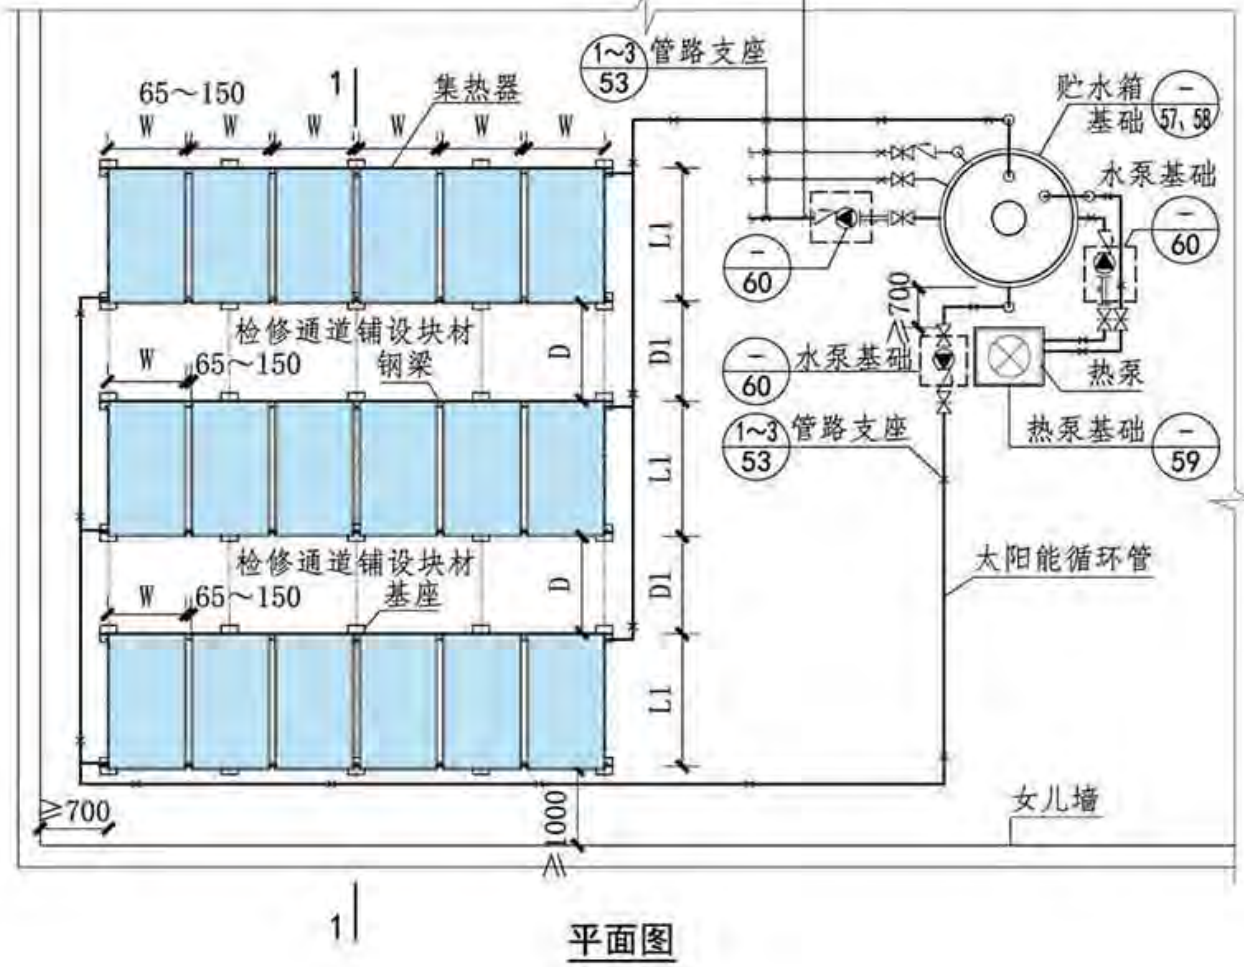 1~3
53
管路支座
65~150
1
集热器
W W W W W W
贮水箱
基础
-
57、58
水泵基础
-
60
L1
-
60
≥700
检修通道铺设块材
W
65~150
钢梁
D
D1
-
60
水泵基础
热泵
1~3
53
管路支座
热泵基础
-
59
L1
检修通道铺设块材
W
65~150
基座
D
D1
太阳能循环管
L1
≥700
≥1000
女儿墙
1
平面图